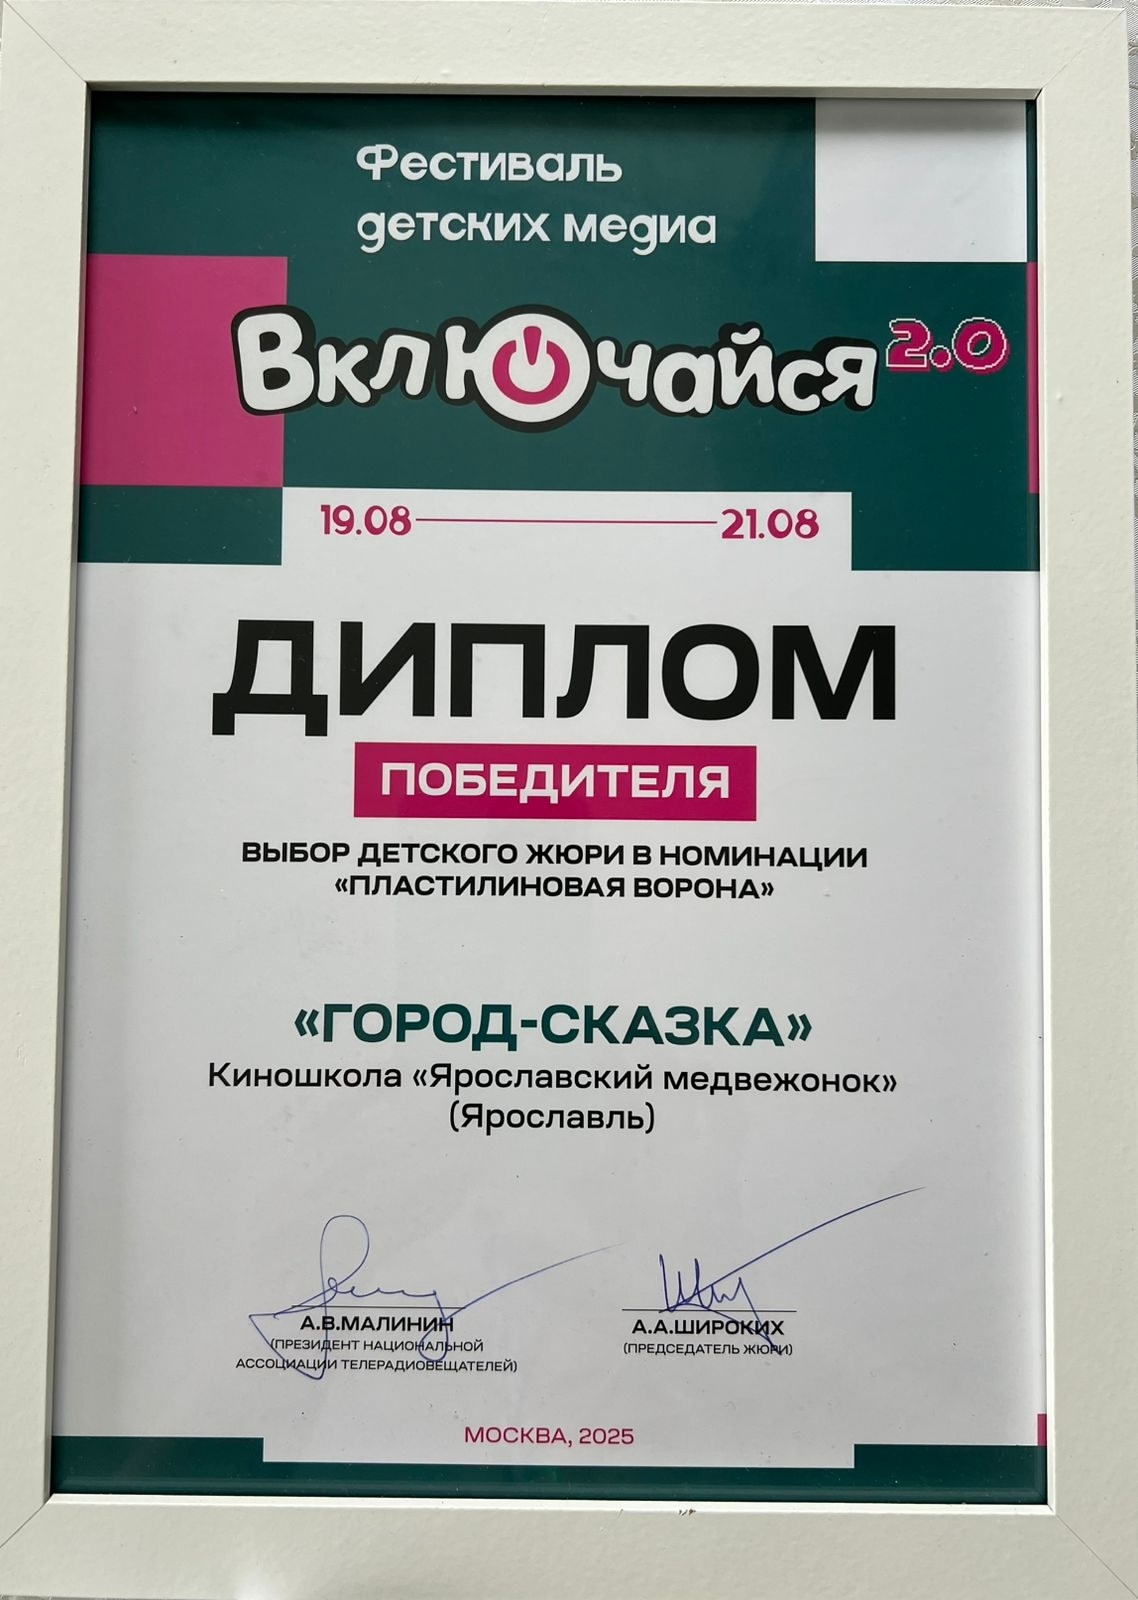 Фестиваль
детских медиа
Включайся 2.0
19.08 21.08
ДИПЛОМ
ПОБЕДИТЕЛЯ
ВЫБОР ДЕТСКОГО ЖЮРИ В НОМИНАЦИИ
«ПЛАСТИЛИНОВАЯ ВОРОНА»
«ГОРОД-СКАЗКА»
Киношкола «Ярославский медвежонок»
(Ярославль)
А.В.МАЛИНИН
(ПРЕЗИДЕНТ НАЦИОНАЛЬНОЙ
АССОЦИАЦИИ ТЕЛЕРАДИОВЕЩАТЕЛЕЙ)
А.А.ШИРОКИХ
(ПРЕДСЕДАТЕЛЬ ЖЮРИ)
МОСКВА, 2025